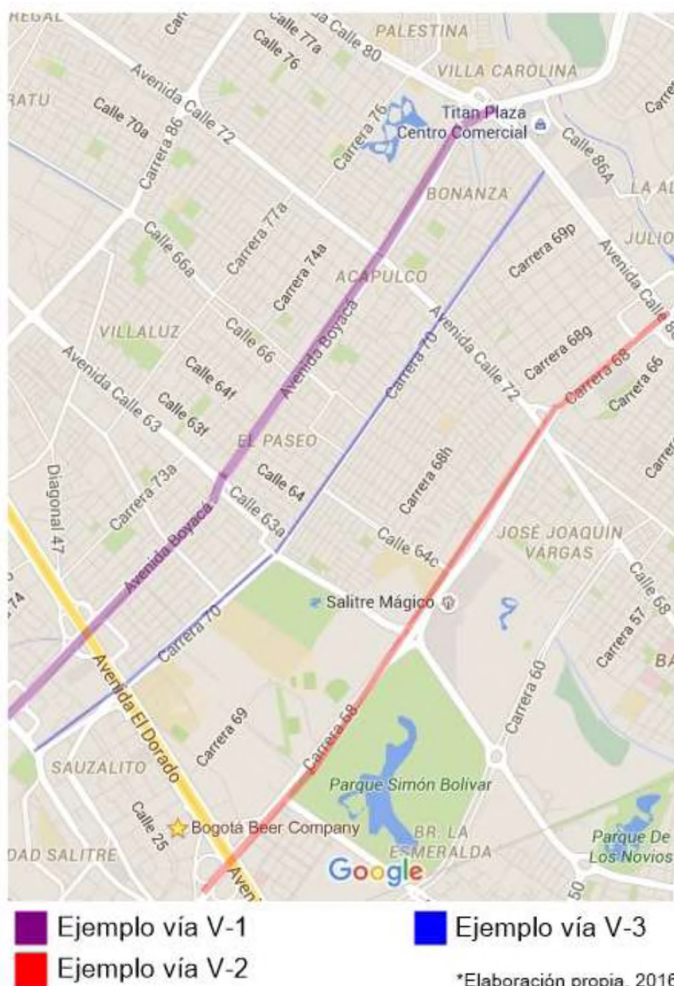 REGAL
Calle 77a
Calle 76
Calle 80
PALESTINA
VILLA CAROLINA
Avenida Calle 72
Calle 70a
Carrera 86
Carrera 76
Titan Plaza
Centro Comercial
Calle 86A
BONANZA
Carrera 77a
Carrera 74a
Calle 66a
ACAPULCO
Carrera 69p
JULIO
VILLALUZ
Calle 66
Avenida Boyacá
Carrera 70
Avenida Calle 72
Carrera 68g
Carrera 68
Carrera 66
Avenida Calle 63
Calle 64f
Calle 63f
EL PASEO
Carrera 73a
Calle 64
Calle 63a
Carrera 68h
Diagonal 47
Avenida Boyacá
Calle 64c
JOSÉ JOAQUÍN
VARGAS
Calle 68
Salitre Mágico
Carrera 57
Carrera 70
Carrera 60
Avenida El Dorado
Carrera 69
Carrera 68
SAUZALITO
Parque Simón Bolívar
Calle 25
Bogotá Beer Company
DAD SALITRE
BR. LA
ESMERALDA
Parque De
Los Novios
Google
50
Ejemplo vía V-1
Ejemplo vía V-3
Ejemplo vía V-2
*Elaboración propia, 2016